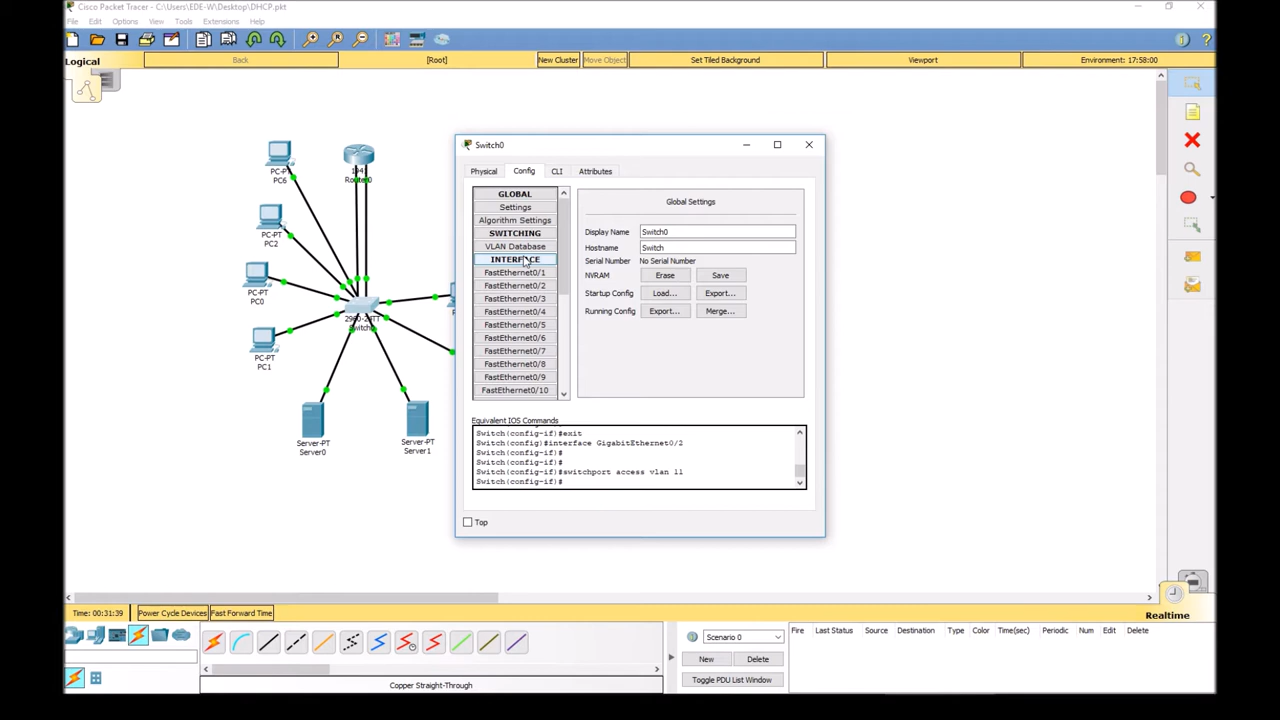 Cisco Packet Tracer - C:\Users\EDE-W\Desktop\DHCP.pkt
File Edit Options View Tools Extensions Help
Logical
Back
[Root]
New Cluster
Move Object
Set Tiled Background
Viewport
Environment: 17:58:00
PC6
1941
Router0
PC2
PC-PT
PC0
PC-PT
PC1
Switch0
Server-PT
Server0
Server-PT
Server1
Switch0
Physical
Config
CLI
Attributes
GLOBAL
Settings
Algorithm Settings
SWITCHING
VLAN Database
INTERFACE
FastEthernet0/1
FastEthernet0/2
FastEthernet0/3
FastEthernet0/4
FastEthernet0/5
FastEthernet0/6
FastEthernet0/7
FastEthernet0/8
FastEthernet0/9
FastEthernet0/10
Global Settings
Display Name Switch0
Hostname Switch
Serial Number No Serial Number
NVRAM Erase Save
Startup Config Load... Export...
Running Config Export... Merge...
Equivalent IOS Commands
Switch(config-if)#exit
Switch(config)#interface GigabitEthernet0/2
Switch(config-if)#
Switch(config-if)#
Switch(config-if)#switchport access vlan 11
Switch(config-if)#
Top
Time: 00:31:39
Power Cycle Devices
Fast Forward Time
Realtime
Scenario 0
New
Delete
Toggle PDU List Window
Fire Last Status Source Destination Type Color Time(sec) Periodic Num Edit Delete
Copper Straight-Through